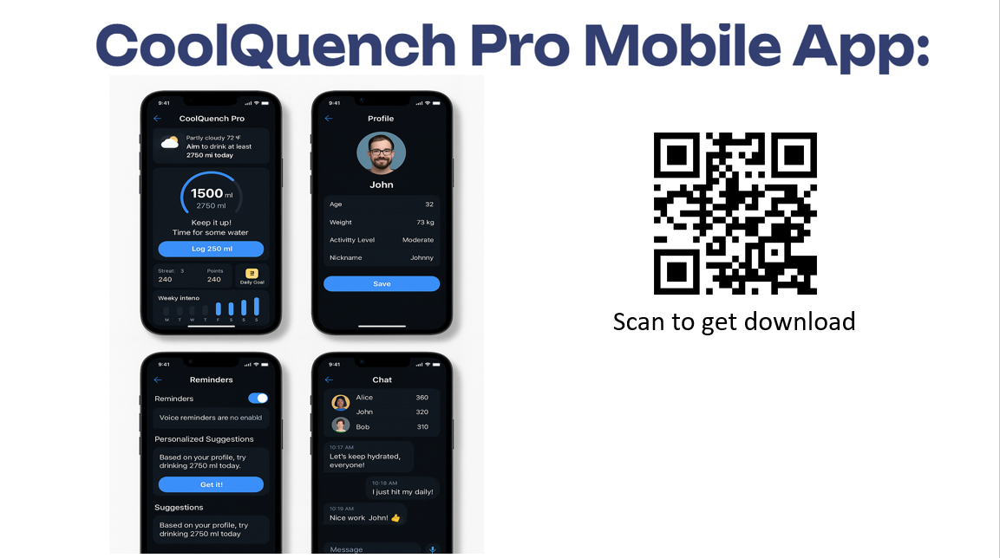 CoolQuench Pro Mobile App:
9:41
CoolQuench Pro
Partly cloudy 72 °F
Aim to drink at least
2750 mi today
1500 ml
2750 ml
Keep it up!
Time for some water
Log 250 ml
Streat: 3
Points
240
240
Daily Goal
Weeky inteno
M T W T F S S S
9:41
Profile
John
Age 32
Weight 73 kg
Activitty Level Moderate
Nickname Johnny
Save
Scan to get download
9:41
Reminders
Reminders
Voice reminders are no enabld
Personalized Suggestions
Based on your profile, try
drinking 2750 ml today.
Get it!
Suggestions
Based on your profile, try
drinking 2750 ml today
9:41
Chat
Alice 360
John 320
Bob 310
10:17 AM
Let's keep hydrated,
everyone!
10:18 AM
I just hit my daily!
10:19 AM
Nice work John! 👍
Message